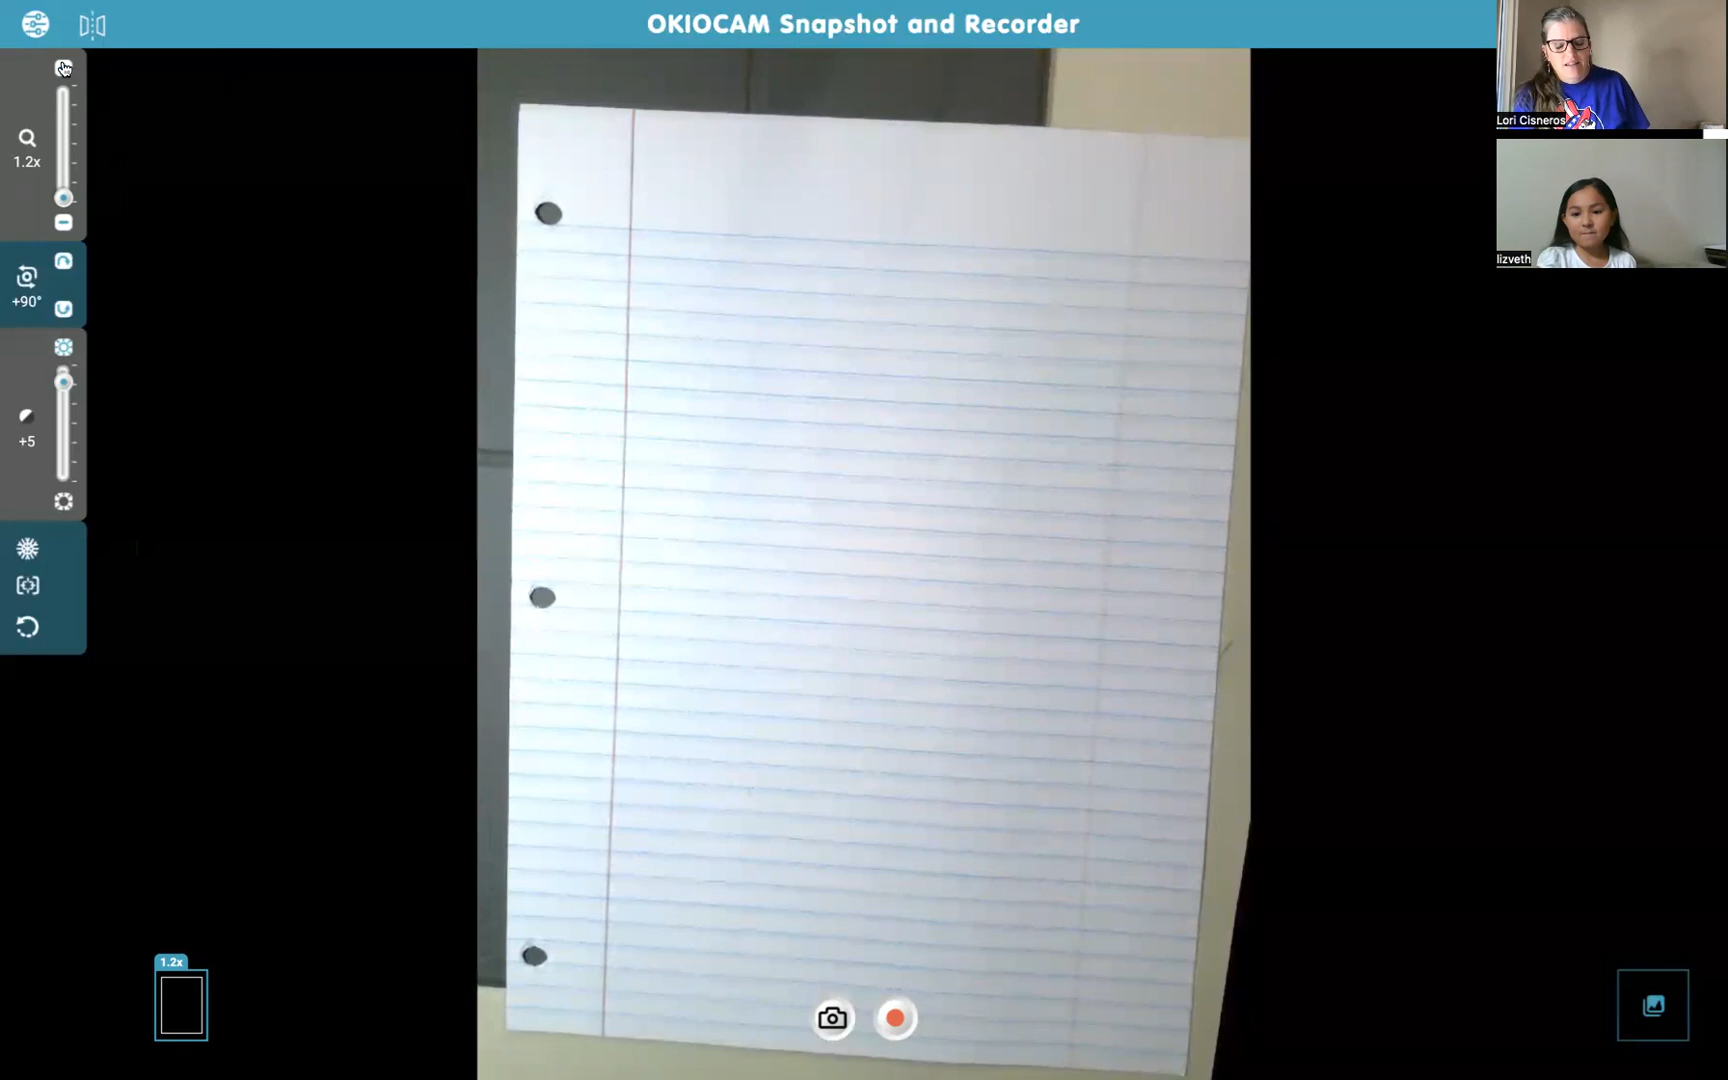 OKIOCAM Snapshot and Recorder
Lori Cisneros
lizveth
1.2x
+90°
+5
1.2x